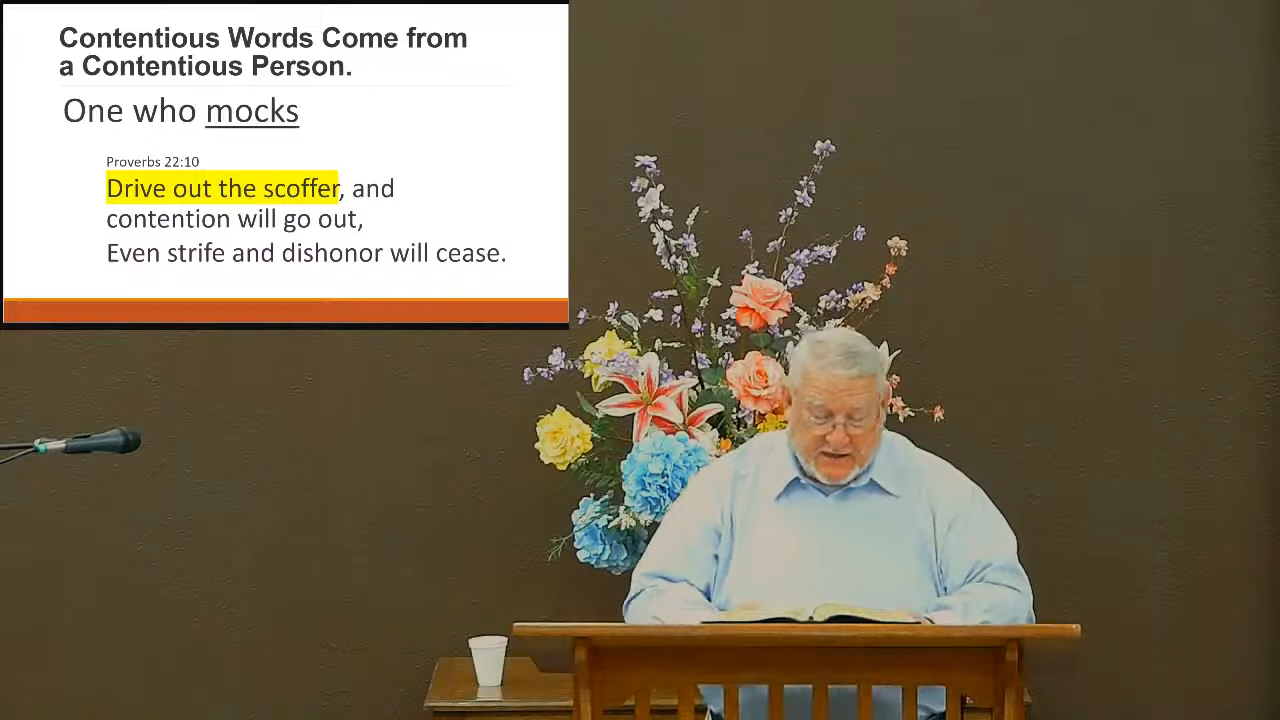 Contentious Words Come from
a Contentious Person.
One who mocks
Proverbs 22:10
Drive out the scoffer, and
contention will go out,
Even strife and dishonor will cease.